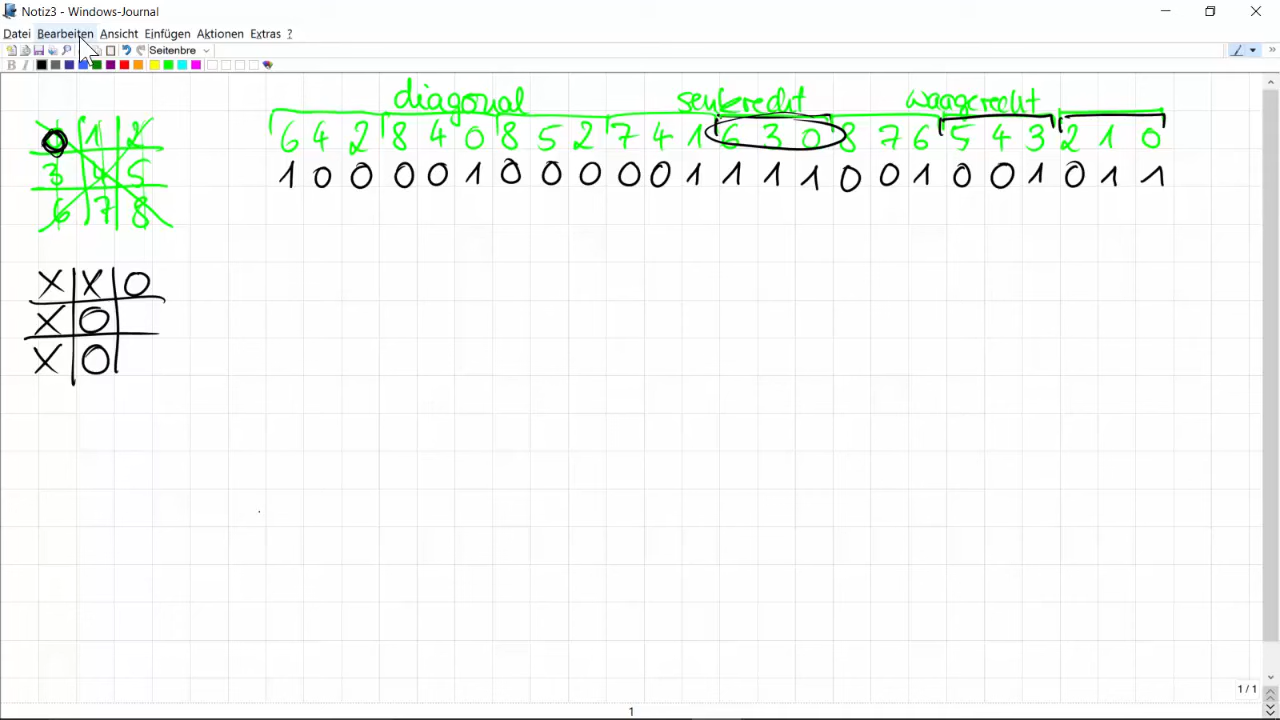 Notiz3 - Windows-Journal
Datei Bearbeiten Ansicht Einfügen Aktionen Extras ?
Seitenbre
B I
diagonal senkrecht waagerecht
6 4 2 8 4 0 8 5 2 7 4 1 6 3 0 8 7 6 5 4 3 2 1 0
1 0 0 0 0 1 0 0 0 0 0 1 1 1 1 0 0 1 0 0 1 0 1 1
0 1 2
3 4 5
6 7 8
X X O
X O
X O
1 / 1
1